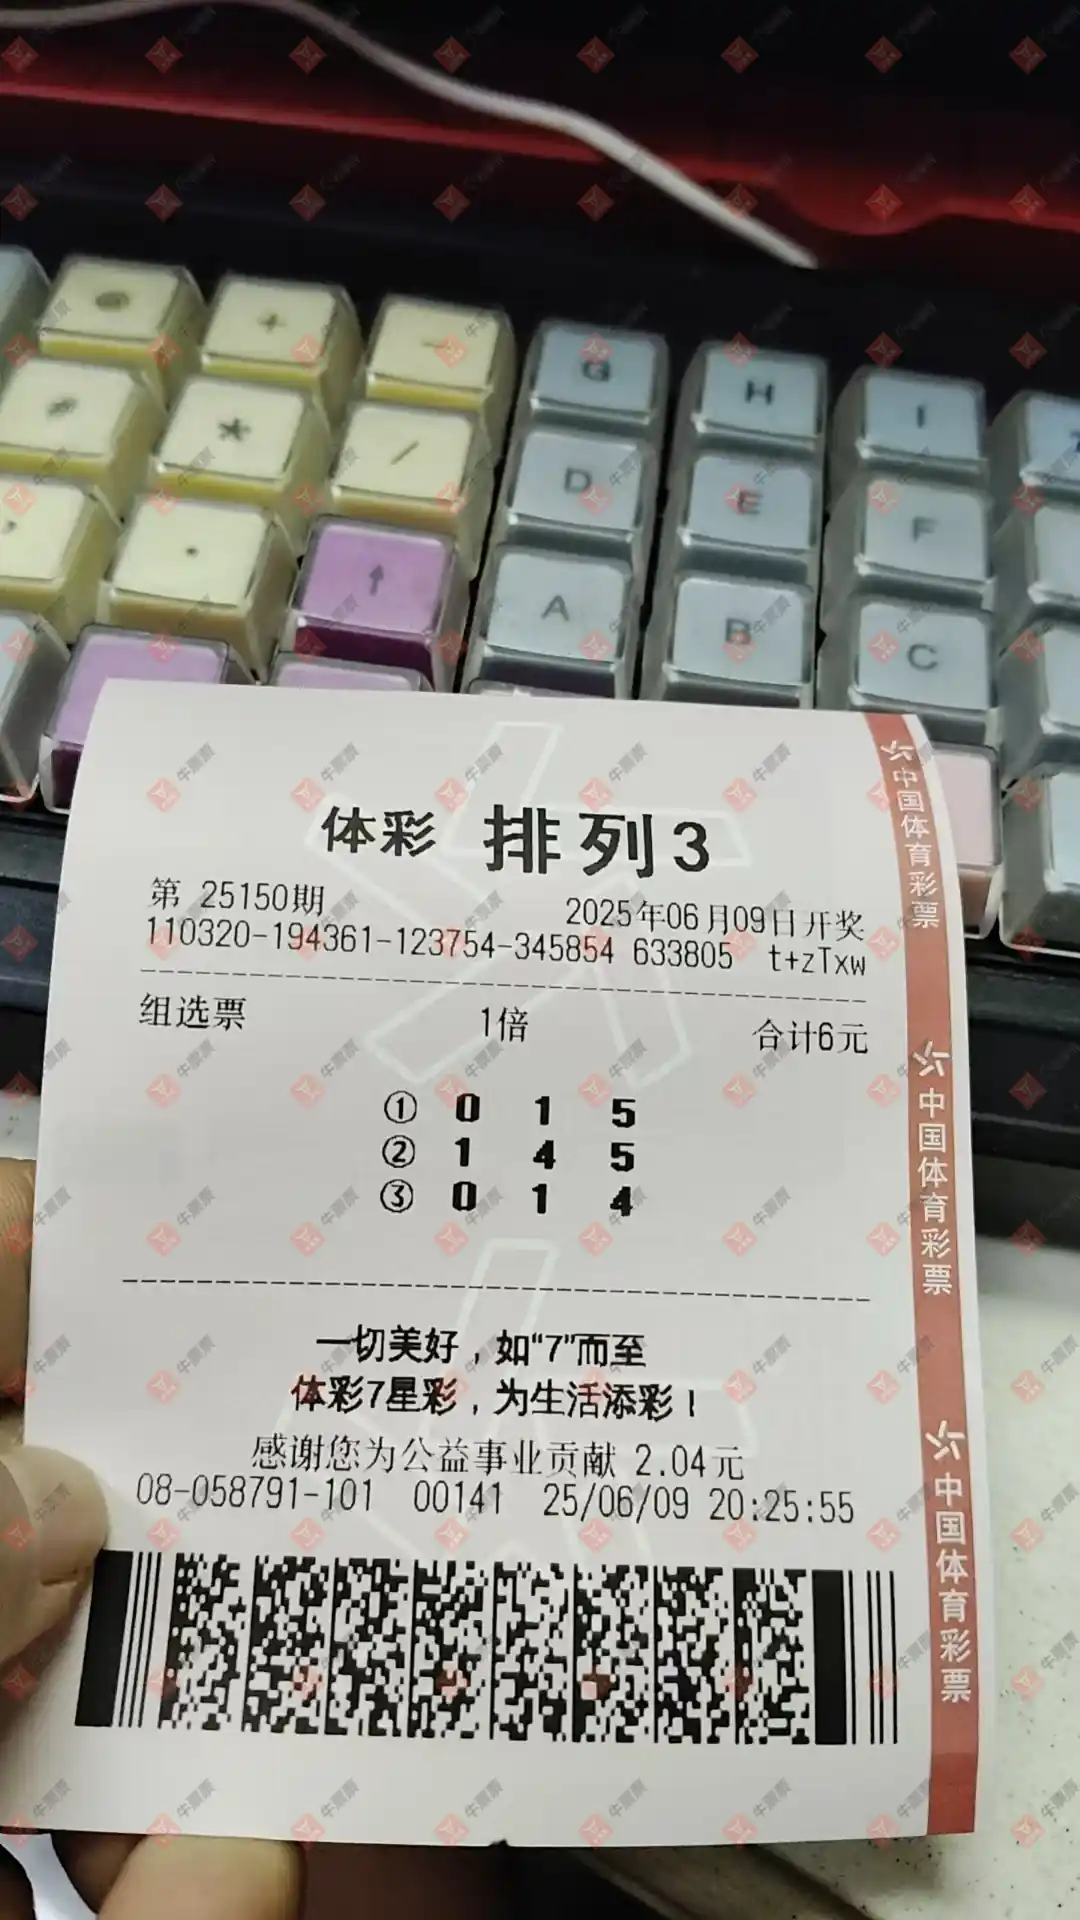 @ + -
G H I
# * /
D E F
, . ↑
A B C
体彩 排列3
第 25150期 2025年06月09日开奖
110320-194361-123754-345854 633805 t+zTxw
组选票 1倍 合计6元
① 0 1 5
② 1 4 5
③ 0 1 4
一切美好，如“7”而至
体彩7星彩，为生活添彩！
感谢您为公益事业贡献 2.04元
08-058791-101 00141 25/06/09 20:25:55
中国体育彩票
中国体育彩票
中国体育彩票
牛票票